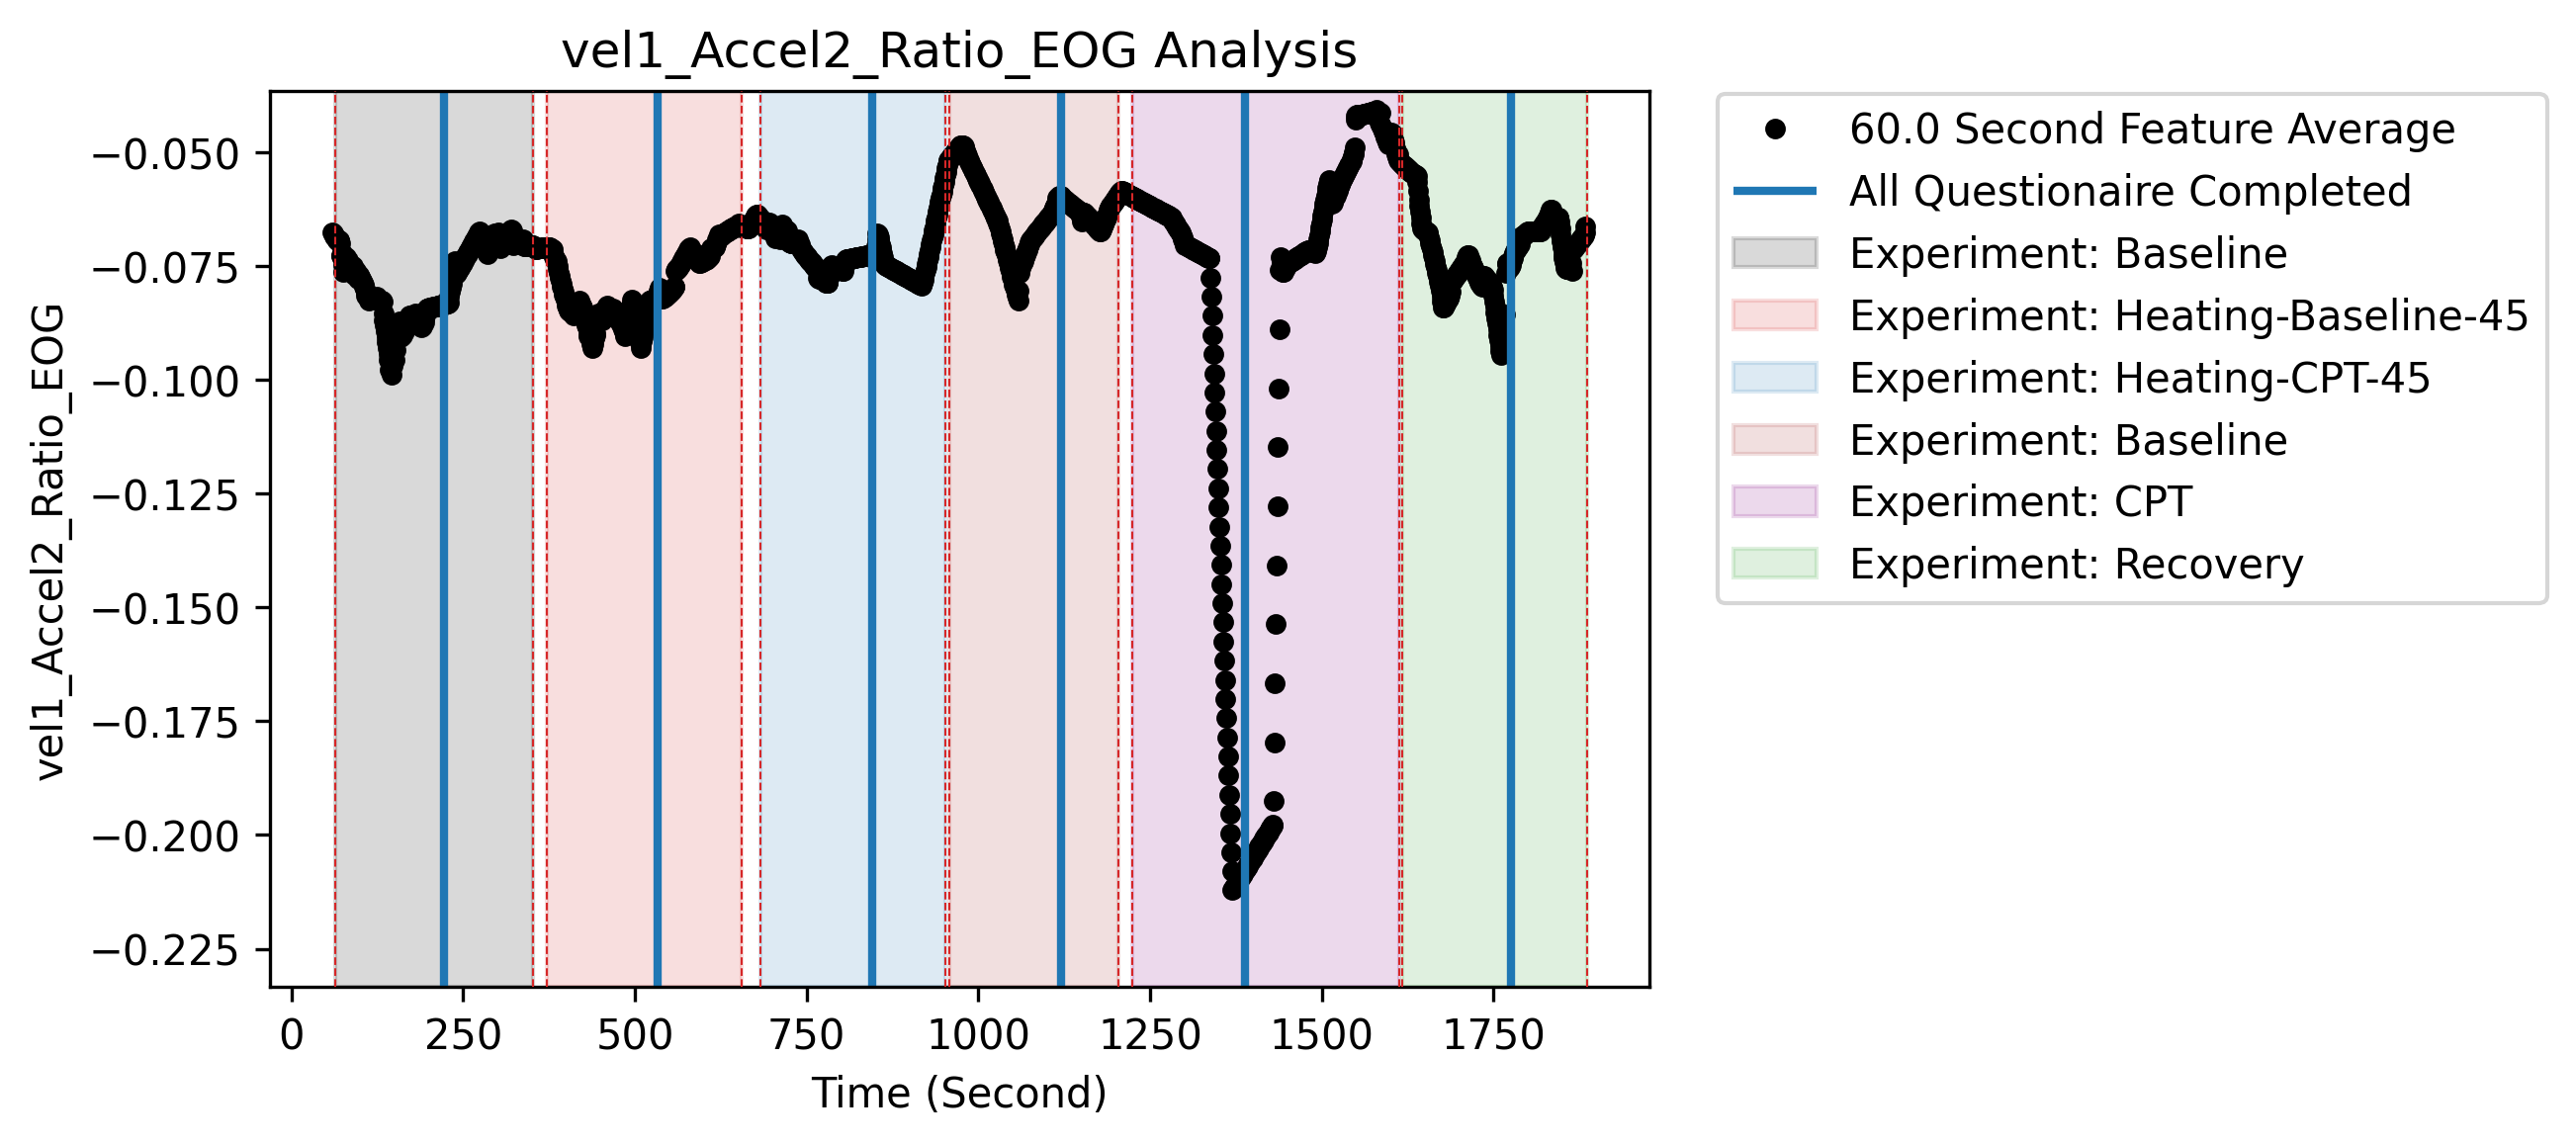 vel1_Accel2_Ratio_EOG Analysis
vel1_Accel2_Ratio_EOG
−0.050
−0.075
−0.100
−0.125
−0.150
−0.175
−0.200
−0.225
0 250 500 750 1000 1250 1500 1750
Time (Second)
60.0 Second Feature Average
All Questionaire Completed
Experiment: Baseline
Experiment: Heating-Baseline-45
Experiment: Heating-CPT-45
Experiment: Baseline
Experiment: CPT
Experiment: Recovery